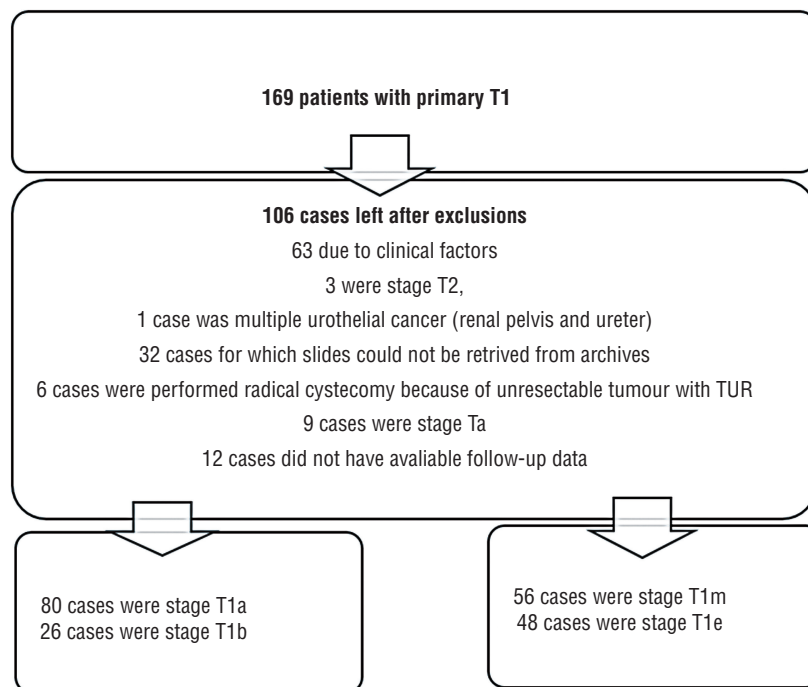 169 patients with primary T1
106 cases left after exclusions
63 due to clinical factors
3 were stage T2,
1 case was multiple urothelial cancer (renal pelvis and ureter)
32 cases for which slides could not be retrived from archives
6 cases were performed radical cystecomy because of unresectable tumour with TUR
9 cases were stage Ta
12 cases did not have avaliable follow-up data
80 cases were stage T1a
26 cases were stage T1b
56 cases were stage T1m
48 cases were stage T1e